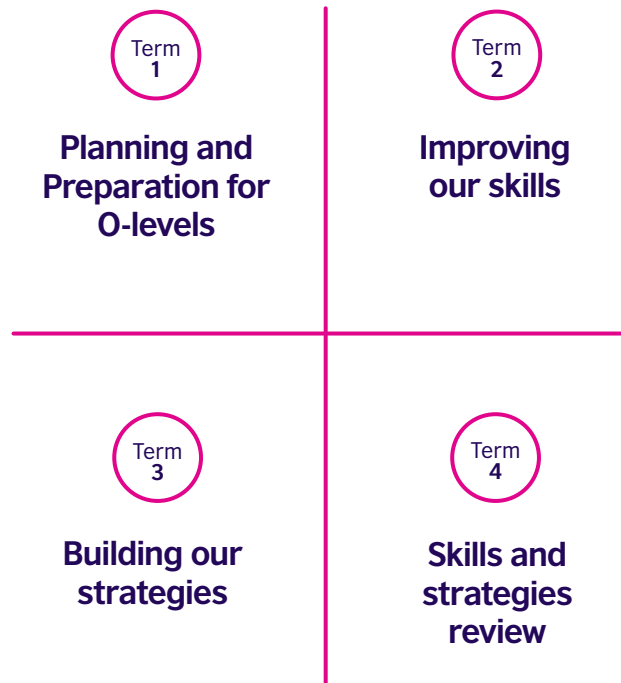 Term
1
Planning and
Preparation for
O-levels
Term
2
Improving
our skills
Term
3
Building our
strategies
Term
4
Skills and
strategies
review